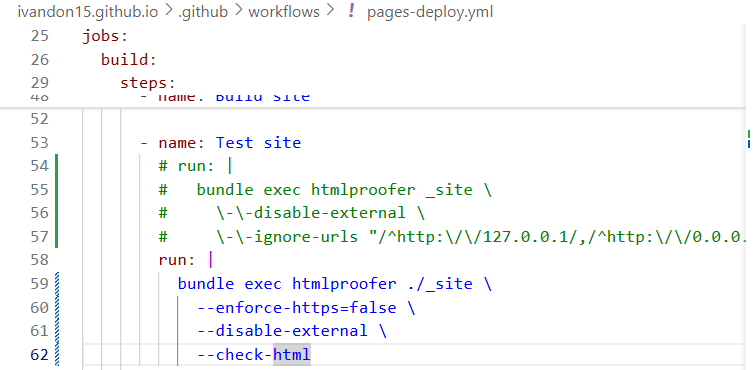 ivandon15.github.io > .github > workflows > ! pages-deploy.yml
25 jobs:
26 build:
29 steps:
48 - name: Build site
52
53 - name: Test site
54 # run: |
55 #   bundle exec htmlproofer _site \
56 #     \-\-disable-external \
57 #     \-\-ignore-urls "/^http:\/\/127.0.0.1/,/^http:\/\/0.0.0.
58 run: |
59 bundle exec htmlproofer ./_site \
60 --enforce-https=false \
61 --disable-external \
62 --check-html